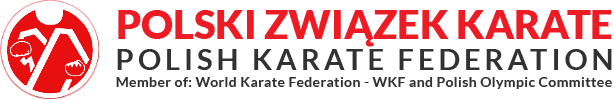 POLSKI ZWIĄZEK KARATE
POLISH KARATE FEDERATION
Member of: World Karate Federation - WKF and Polish Olympic Committee